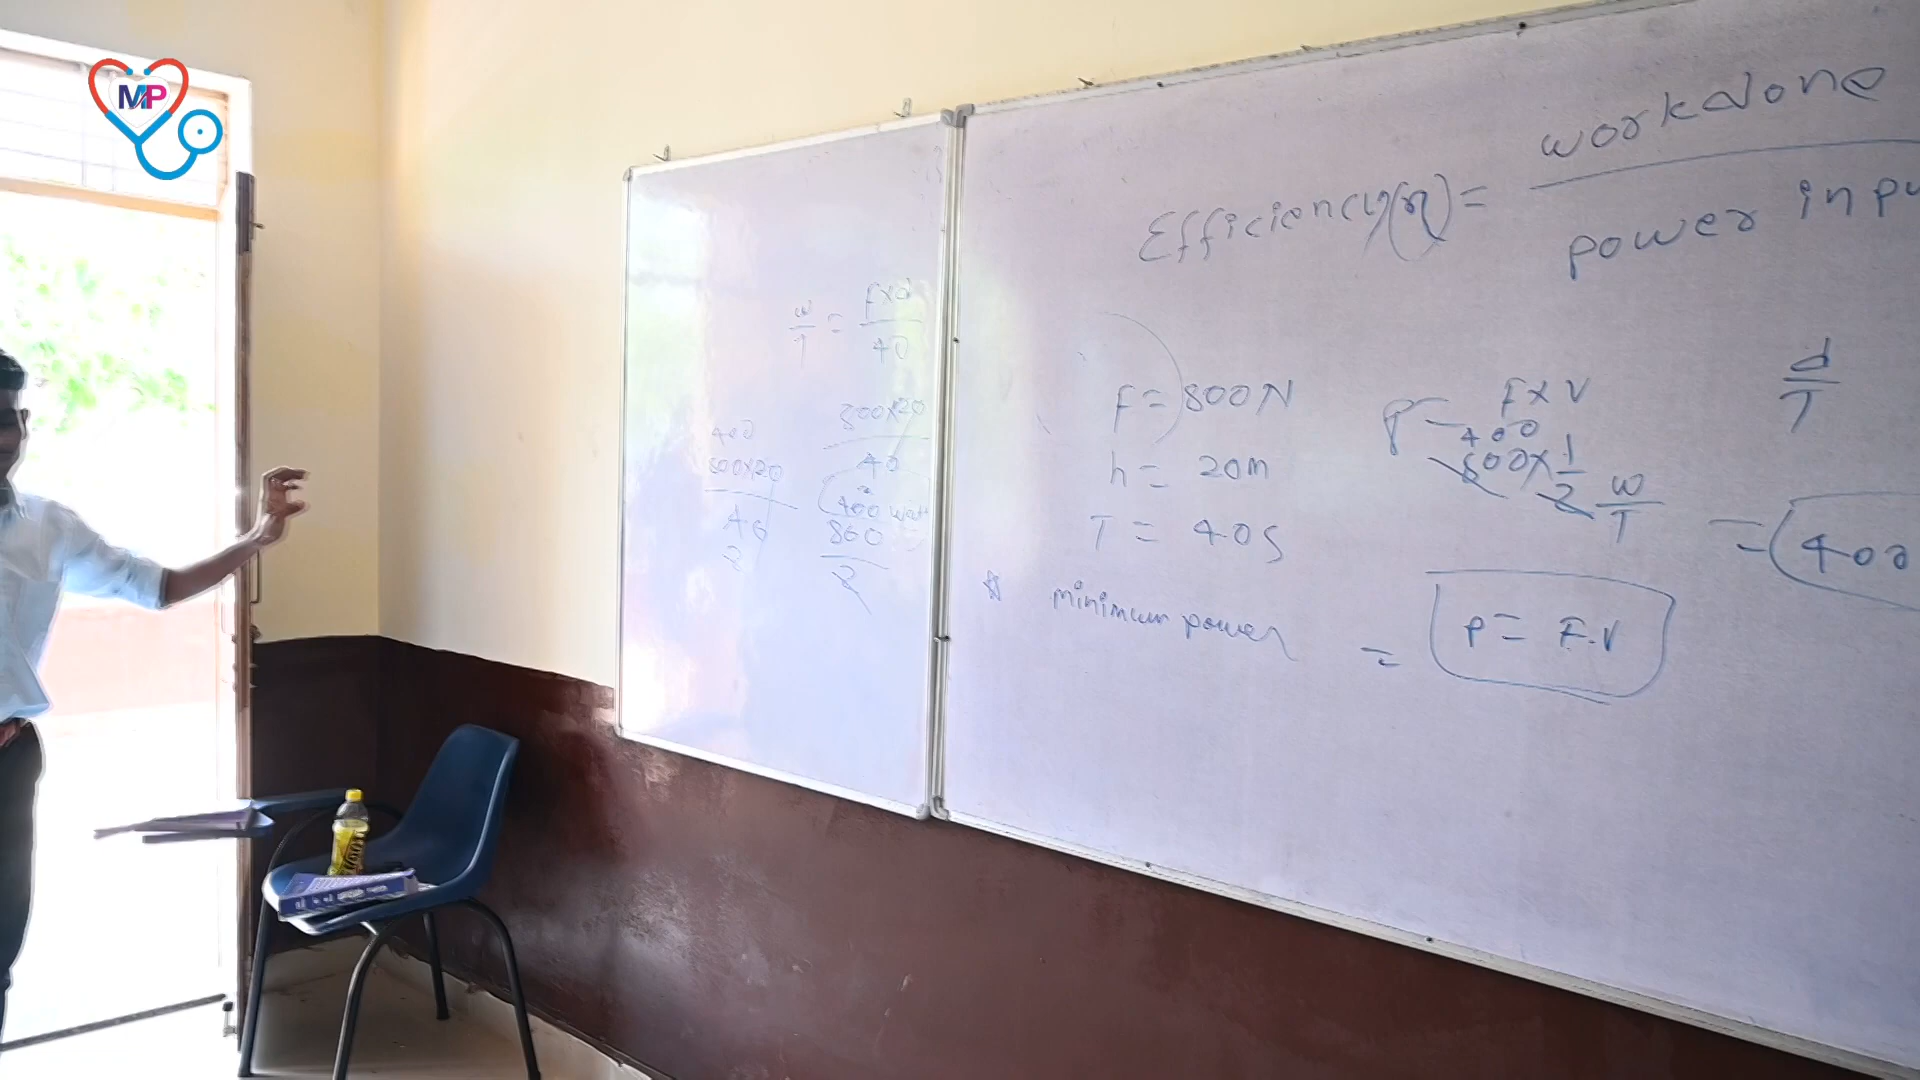 MP
W/T = F×d/40
800×20
40
400 watt
800
2
400
800×20
40
2
workdone
Efficiency(η) =
power inpu
F = 800N
h = 20m
T = 40S
P = F×V
400
800×1/2
W/T
d/T
= 400
☆ minimum power = P = F.V